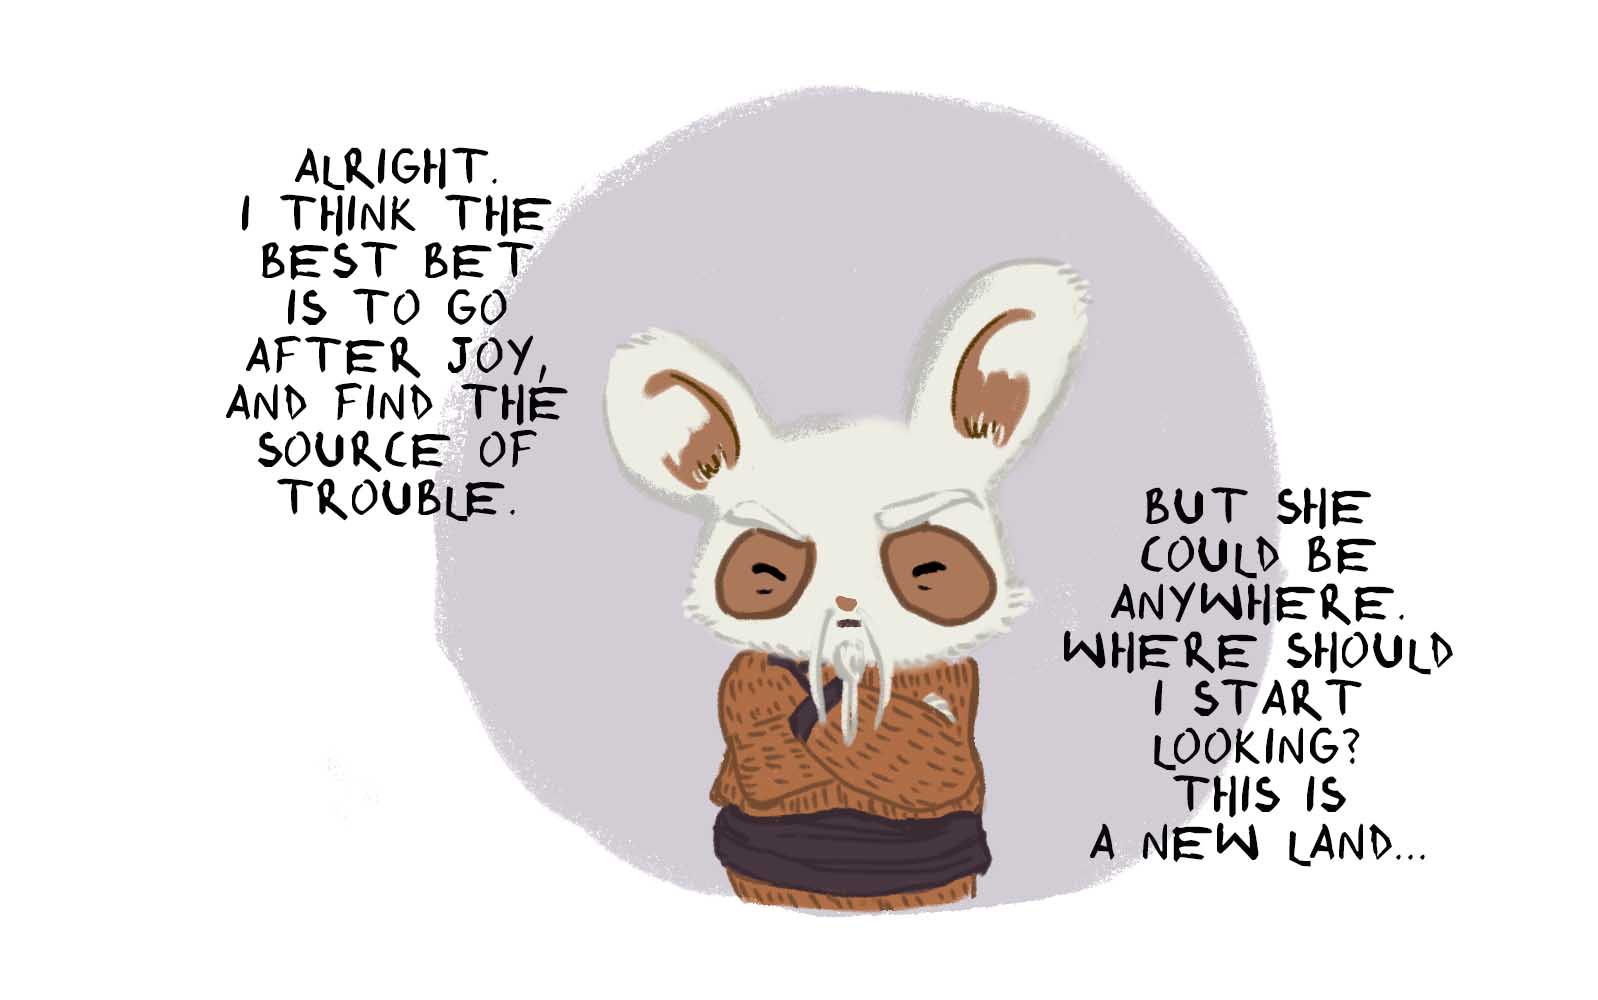 ALRIGHT.
I THINK THE
BEST BET
IS TO GO
AFTER JOY,
AND FIND THE
SOURCE OF
TROUBLE.
BUT SHE
COULD BE
ANYWHERE.
WHERE SHOULD
I START
LOOKING?
THIS IS
A NEW LAND...